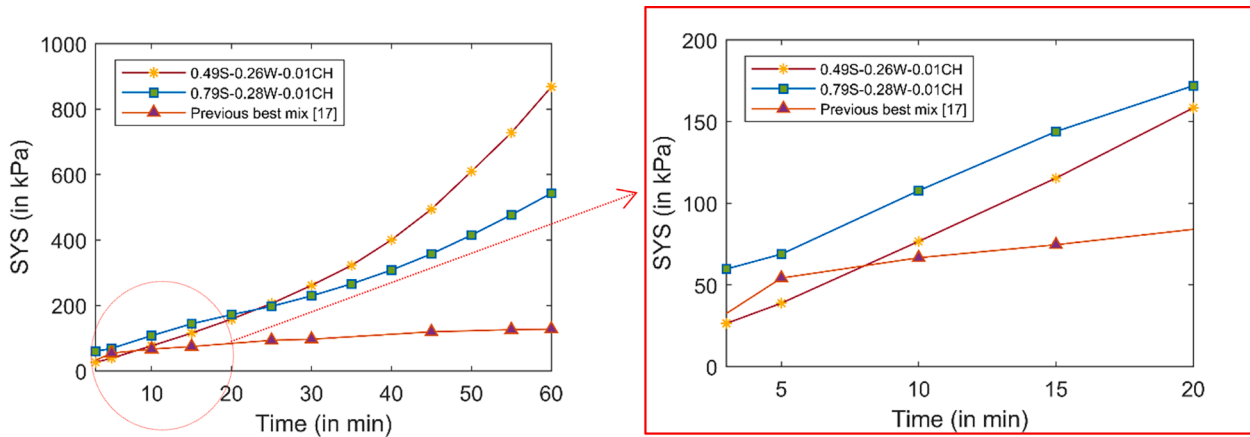 1000
800
600
400
200
0
SYS (in kPa)
0.49S-0.26W-0.01CH
0.79S-0.28W-0.01CH
Previous best mix [17]
10 20 30 40 50 60
Time (in min)
200
150
100
50
0
SYS (in kPa)
0.49S-0.26W-0.01CH
0.79S-0.28W-0.01CH
Previous best mix [17]
5 10 15 20
Time (in min)